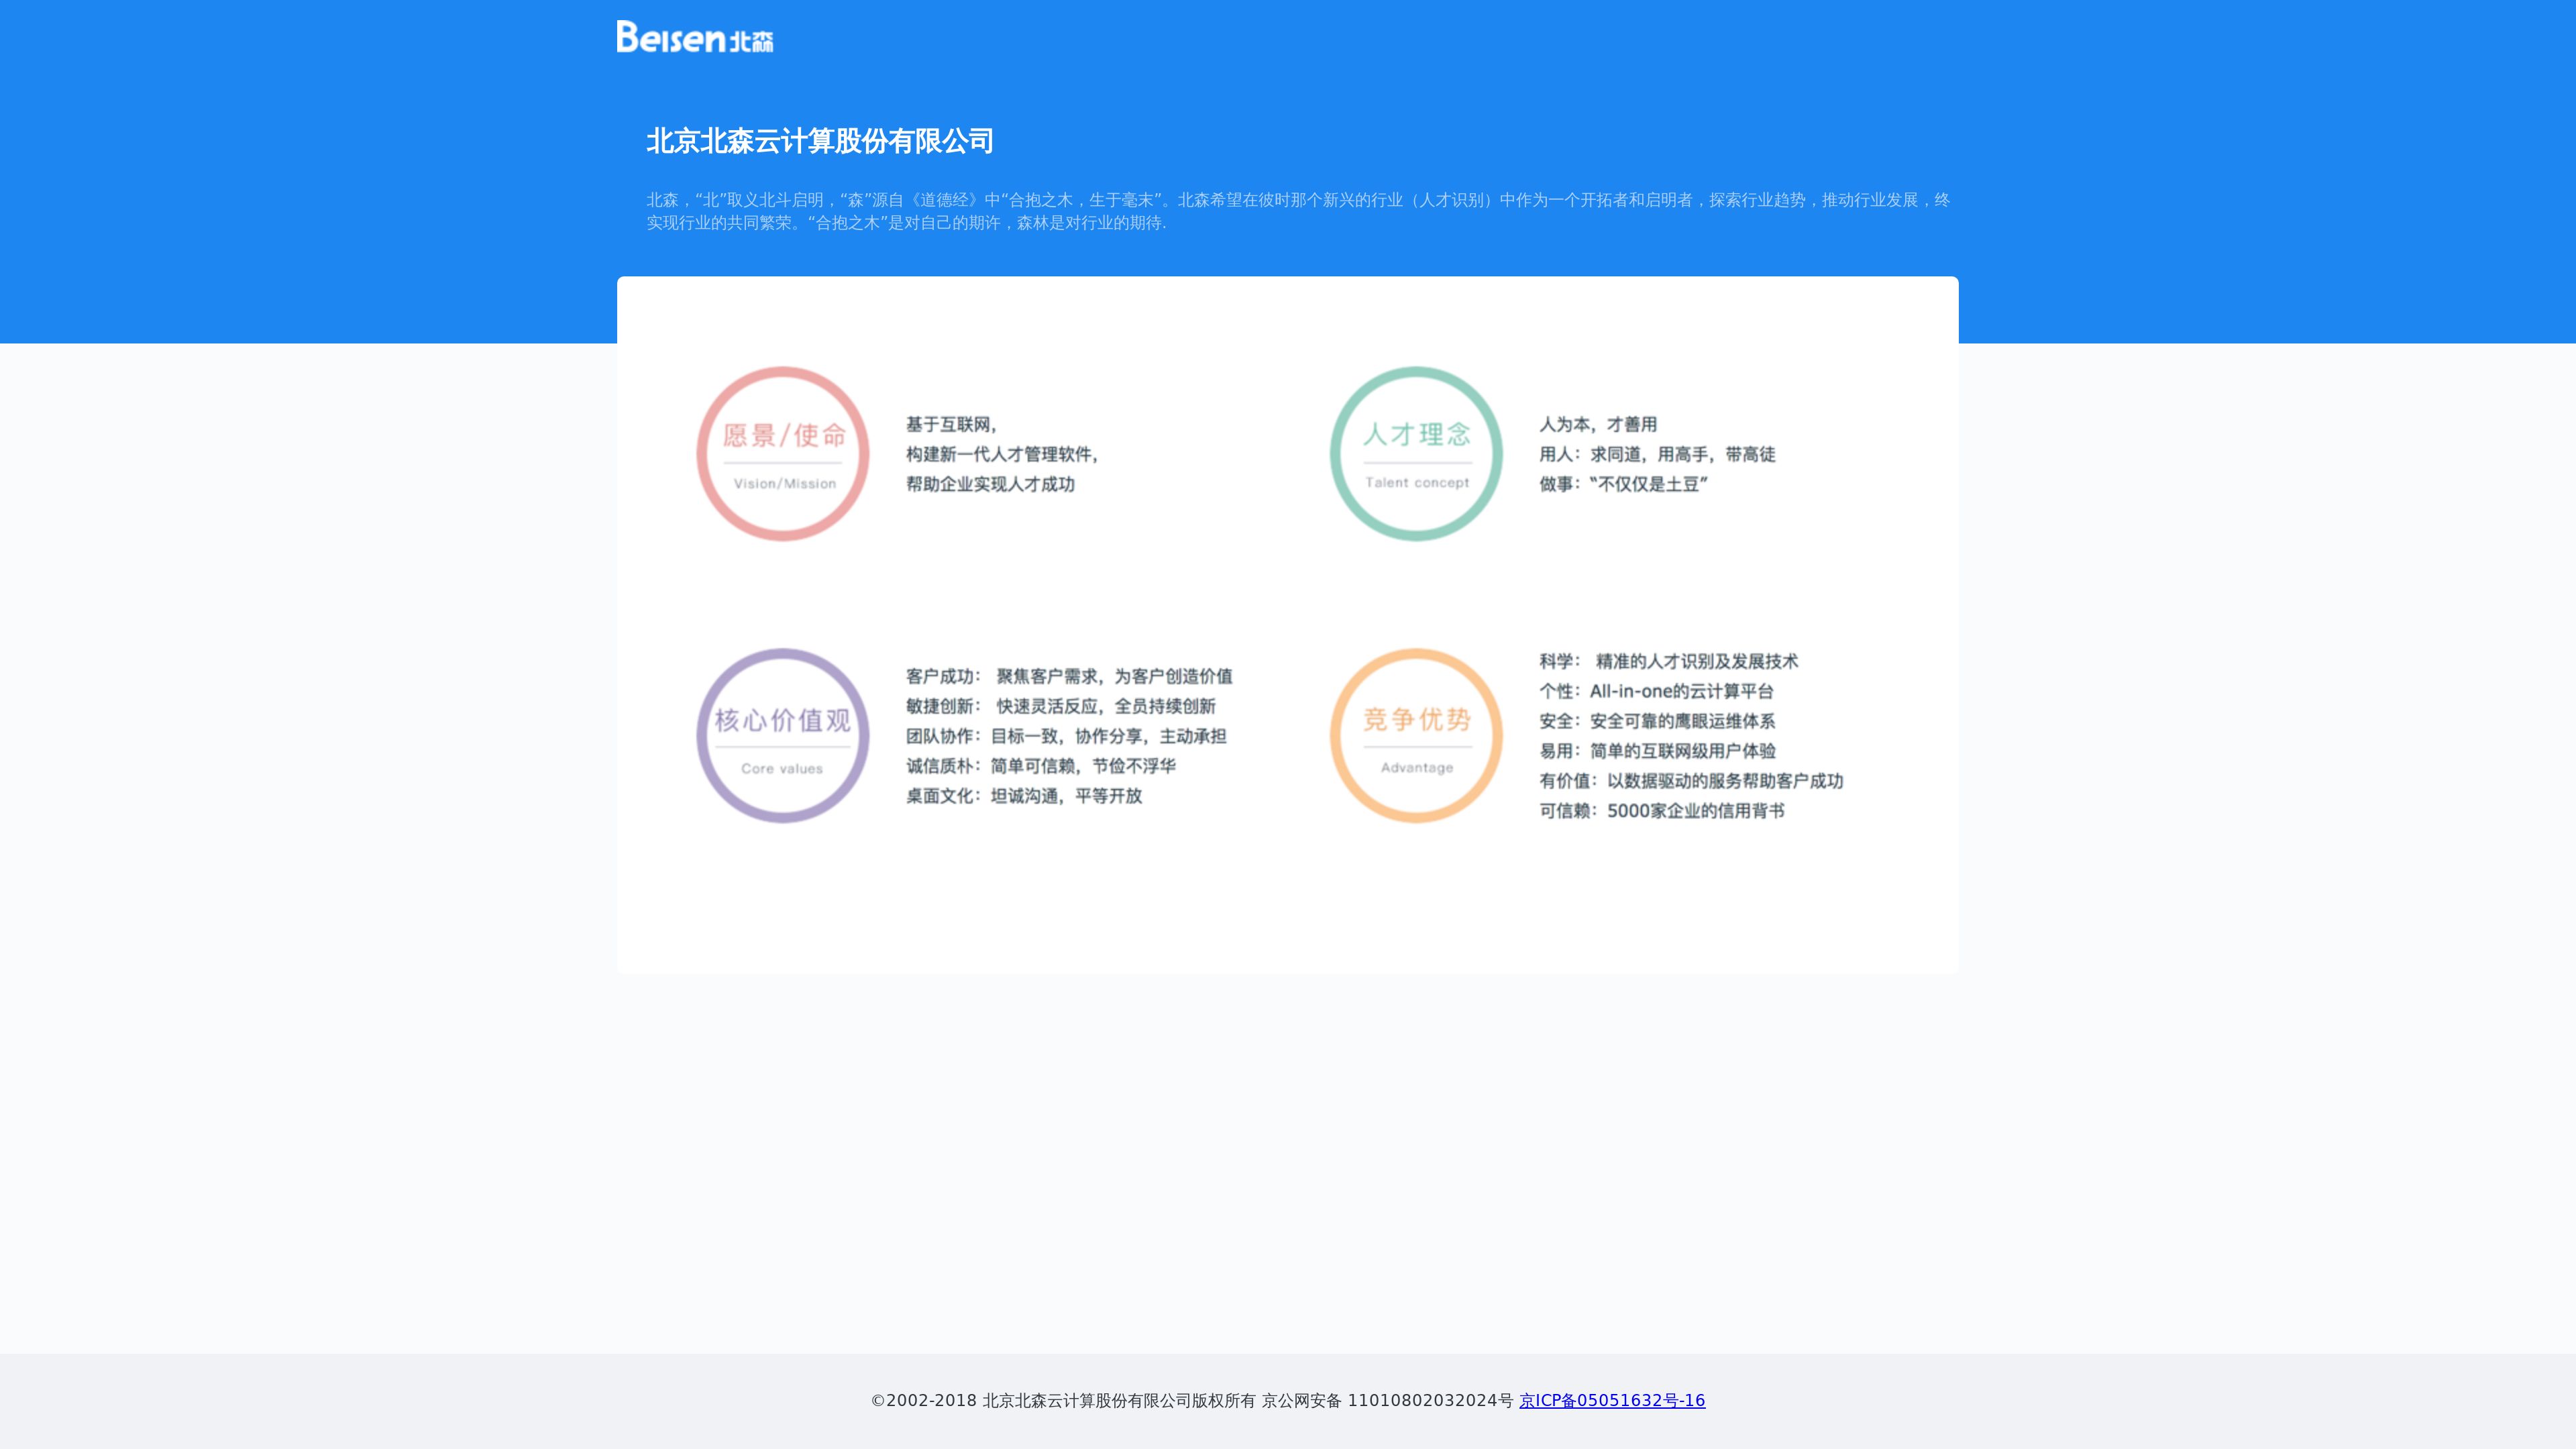 Beisen北森
北京北森云计算股份有限公司
北森，“北”取义北斗启明，“森”源自《道德经》中“合抱之木，生于毫末”。北森希望在彼时那个新兴的行业（人才识别）中作为一个开拓者和启明者，探索行业趋势，推动行业发展，终
实现行业的共同繁荣。“合抱之木”是对自己的期许，森林是对行业的期待.
愿景/使命
Vision/Mission
基于互联网，
构建新一代人才管理软件，
帮助企业实现人才成功
人才理念
Talent concept
人为本，才善用
用人：求同道，用高手，带高徒
做事：“不仅仅是土豆”
核心价值观
Core values
客户成功： 聚焦客户需求，为客户创造价值
敏捷创新： 快速灵活反应，全员持续创新
团队协作：目标一致，协作分享，主动承担
诚信质朴：简单可信赖，节俭不浮华
桌面文化：坦诚沟通，平等开放
竞争优势
Advantage
科学： 精准的人才识别及发展技术
个性：All-in-one的云计算平台
安全：安全可靠的鹰眼运维体系
易用：简单的互联网级用户体验
有价值：以数据驱动的服务帮助客户成功
可信赖：5000家企业的信用背书
©2002-2018 北京北森云计算股份有限公司版权所有 京公网安备 11010802032024号 京ICP备05051632号-16